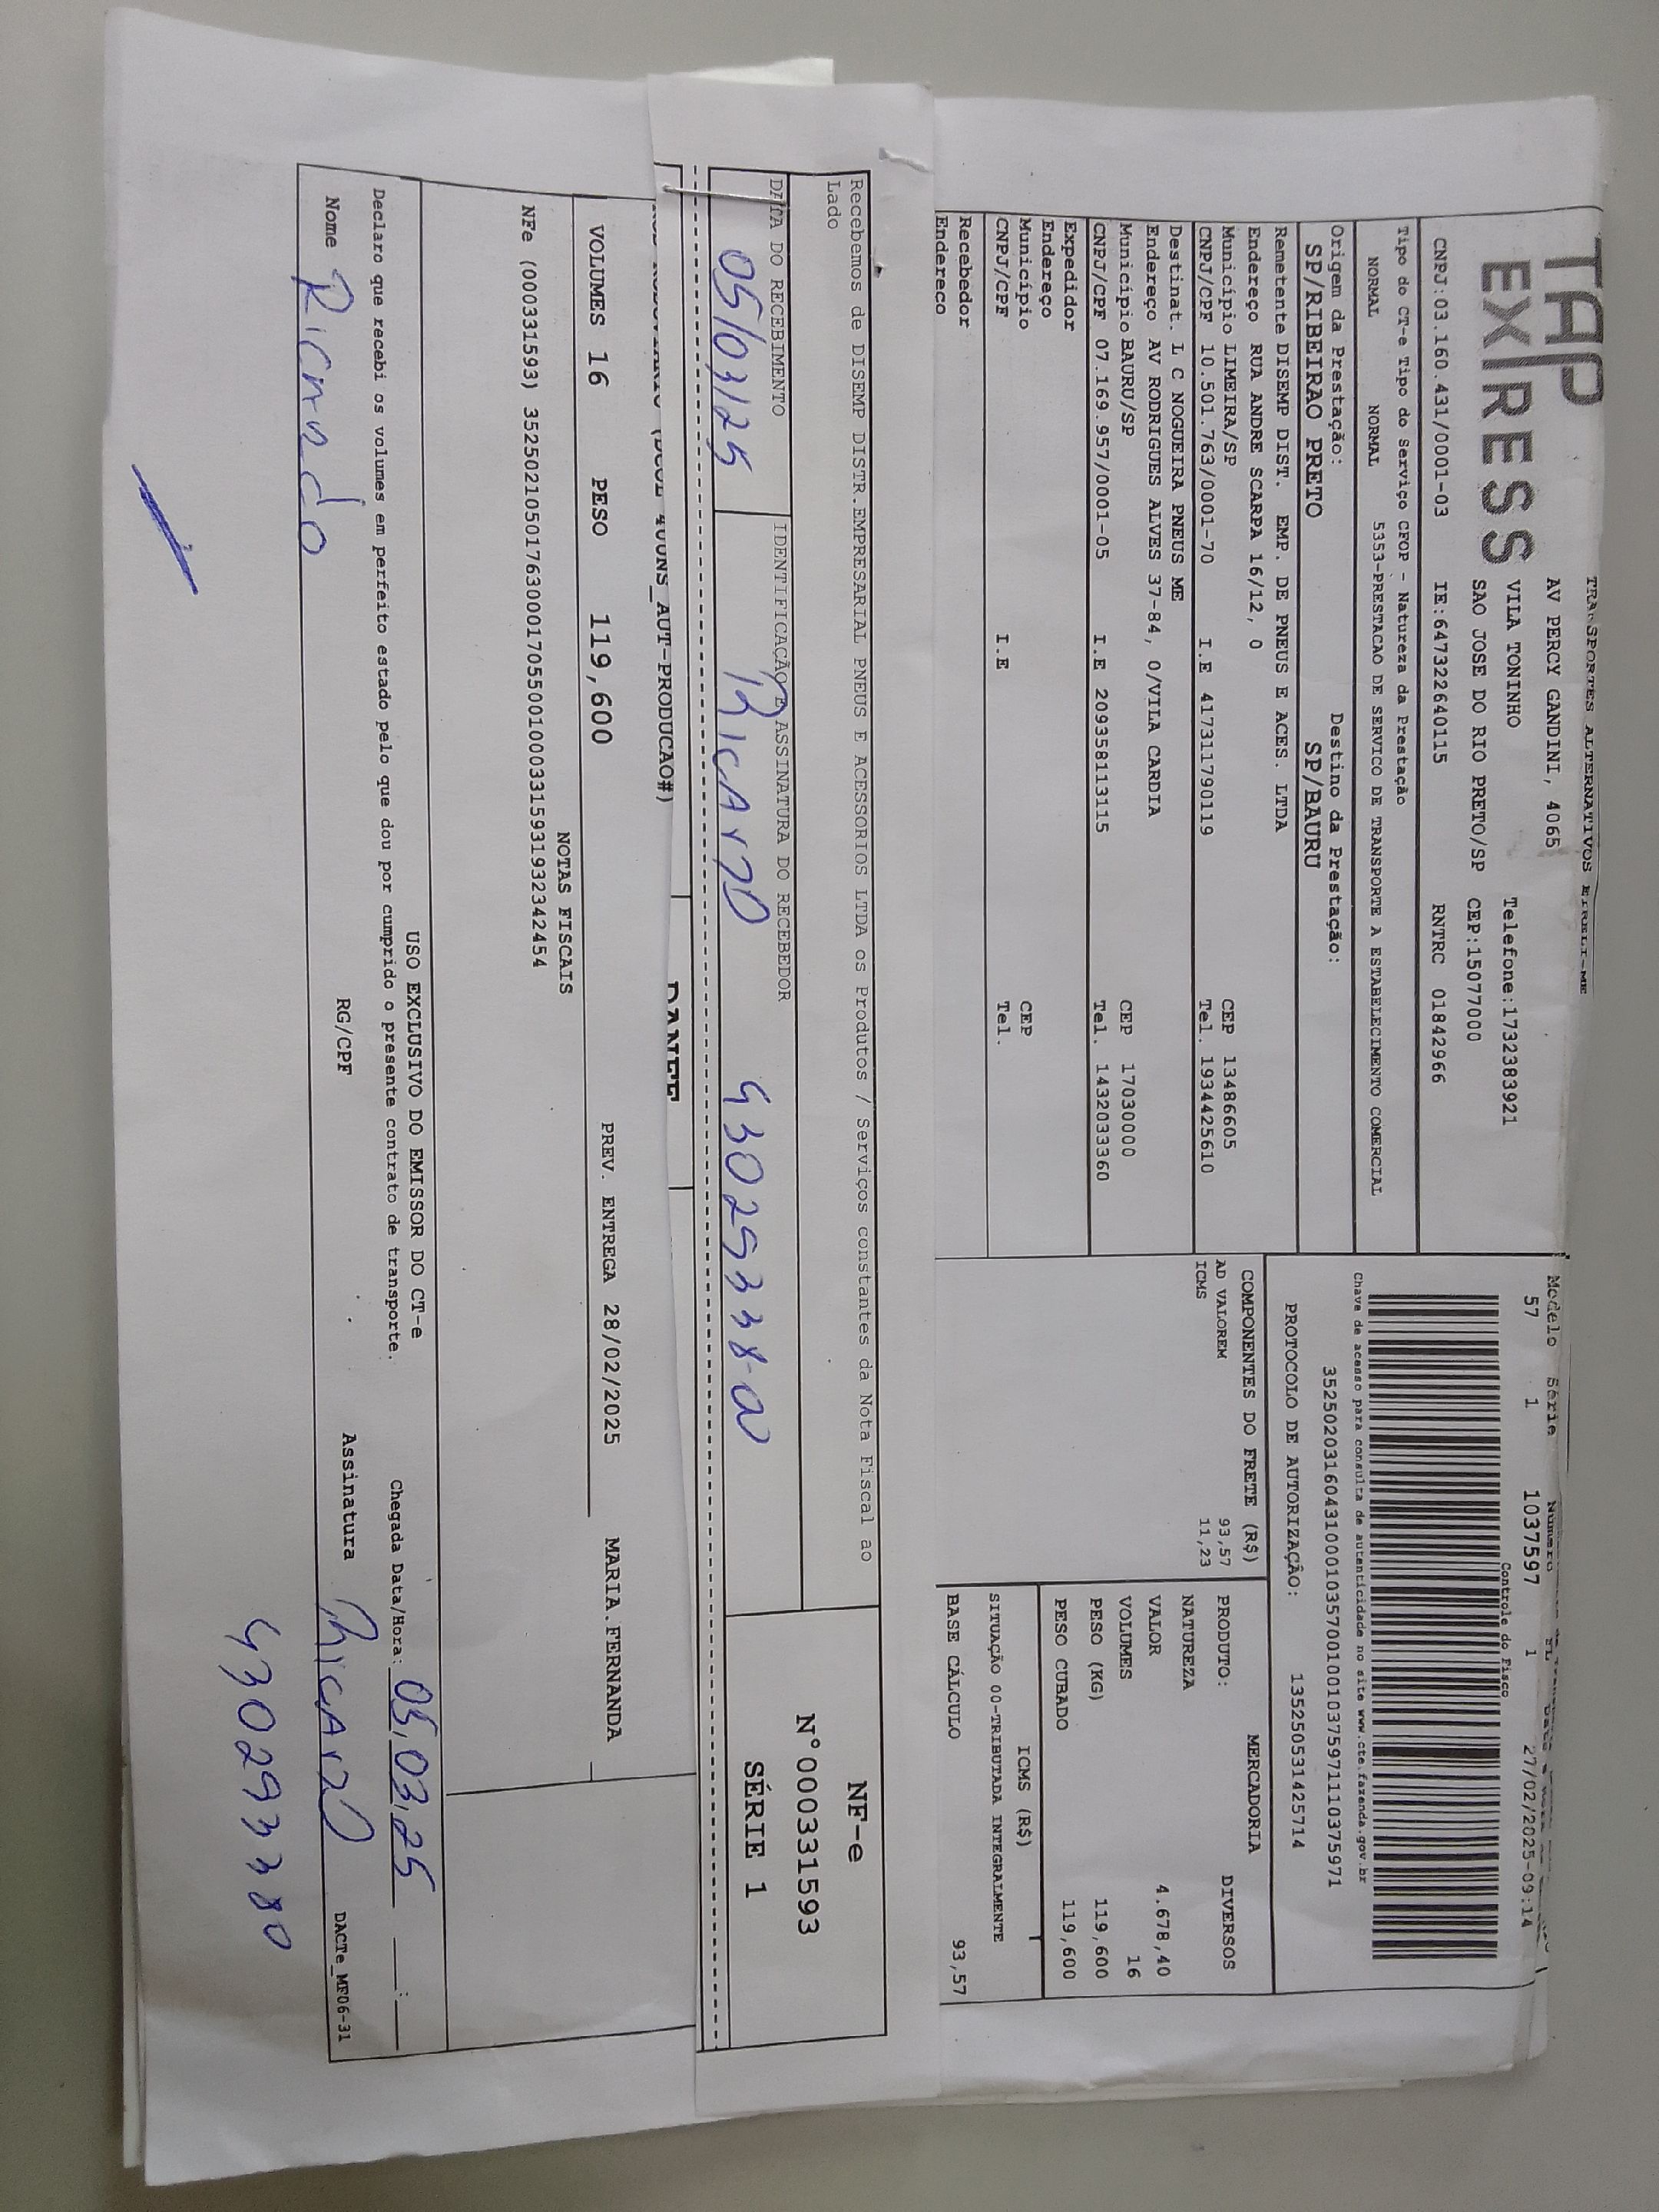 TAP
EXPRESS
TRANSPORTES ALTERNATIVOS EIRELI-ME
AV PERCY GANDINI, 4065
VILA TONINHO Telefone:1732383921
SAO JOSE DO RIO PRETO/SP CEP:15077000
CNPJ:03.160.431/0001-03 IE:647322640115 RNTRC 01842966
Tipo do CT-e Tipo do Serviço CFOP - Natureza da Prestação
NORMAL NORMAL 5353-PRESTACAO DE SERVICO DE TRANSPORTE A ESTABELECIMENTO COMERCIAL
Origem da Prestação: Destino da Prestação:
SP/RIBEIRAO PRETO SP/BAURU
Remetente DISEMP DIST. EMP. DE PNEUS E ACES. LTDA
Endereço RUA ANDRE SCARPA 16/12, 0
Município LIMEIRA/SP CEP 13486605
CNPJ/CPF 10.501.763/0001-70 I.E 417311790119 Tel. 1934425610
Destinat. L C NOGUEIRA PNEUS ME
Endereço AV RODRIGUES ALVES 37-84, 0/VILA CARDIA
Município BAURU/SP CEP 17030000
CNPJ/CPF 07.169.957/0001-05 I.E 209358113115 Tel. 1432033360
Expedidor
Endereço
Município CEP
CNPJ/CPF I.E Tel.
Recebedor
Endereco
Modelo Série Número FL
57 1 1037597 1 27/02/2025-09:14
Controle do Fisco
Chave de acesso para consulta de autenticidade no site www.cte.fazenda.gov.br
35250203160431000103570010010375971110375971
PROTOCOLO DE AUTORIZAÇÃO: 135250531425714
COMPONENTES DO FRETE (R$)
AD VALOREM 93,57
ICMS 11,23
MERCADORIA
PRODUTO: DIVERSOS
NATUREZA
VALOR 4.678,40
VOLUMES 16
PESO (KG) 119,600
PESO CUBADO 119,600
ICMS (R$)
SITUAÇÃO 00-TRIBUTADA INTEGRALMENTE
BASE CÁLCULO 93,57
Recebemos de DISEMP DISTR.EMPRESARIAL PNEUS E ACESSORIOS LTDA os Produtos / Serviços constantes da Nota Fiscal ao
Lado
DATA DO RECEBIMENTO IDENTIFICAÇÃO E ASSINATURA DO RECEBEDOR
05/03/25 RicArdo 43029338-0
NF-e
N°000331593
SÉRIE 1
AUT-PRODUCAO#)
DANFE
VOLUMES 16 PESO 119,600 PREV. ENTREGA 28/02/2025 MARIA.FERNANDA
NOTAS FISCAIS
NFe (000331593) 35250210501763000170550010003315931932342454
USO EXCLUSIVO DO EMISSOR DO CT-e
Declaro que recebi os volumes em perfeito estado pelo que dou por cumprido o presente contrato de transporte. Chegada Data/Hora: 05,03,25 :
Nome Ricardo RG/CPF Assinatura RicArdo DACTe_MF06-31
430293380